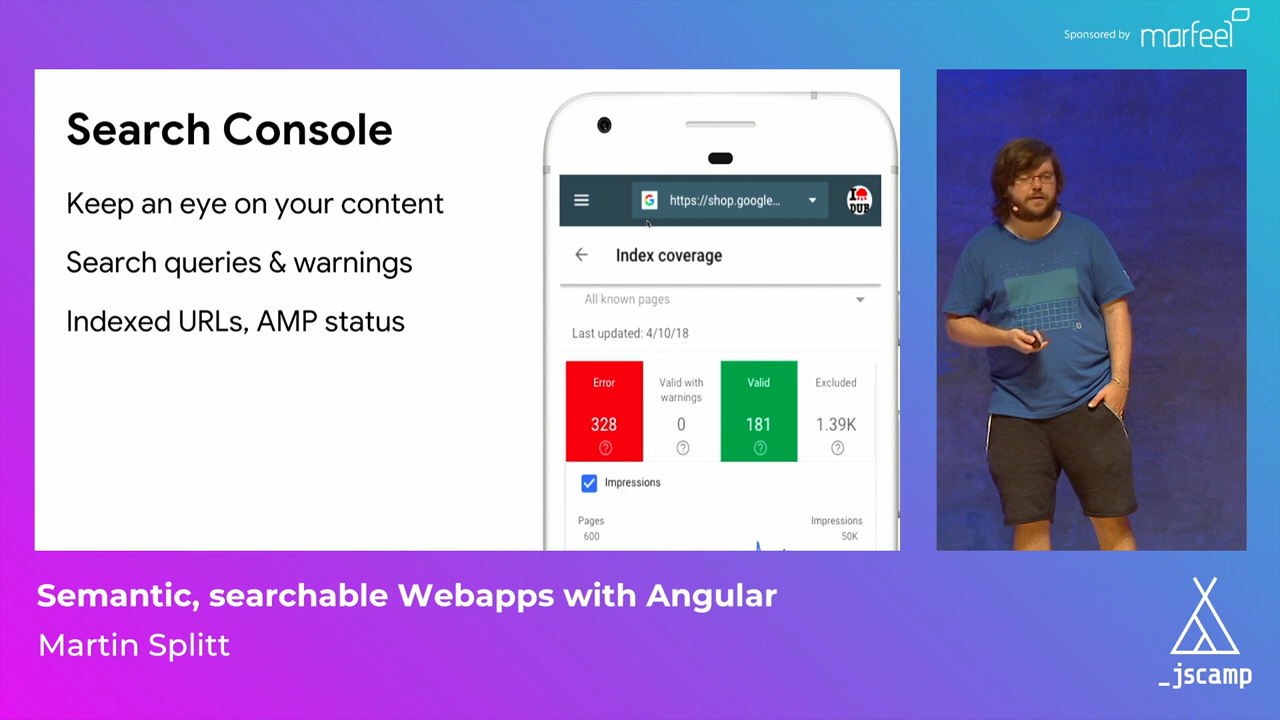 Sponsored by marfeel
Search Console
Keep an eye on your content
Search queries & warnings
Indexed URLs, AMP status
https://shop.google...
I DUB
Index coverage
All known pages
Last updated: 4/10/18
Error
328
Valid with
warnings
0
Valid
181
Excluded
1.39K
Impressions
Pages
600
Impressions
50K
Semantic, searchable Webapps with Angular
Martin Splitt
_jscamp